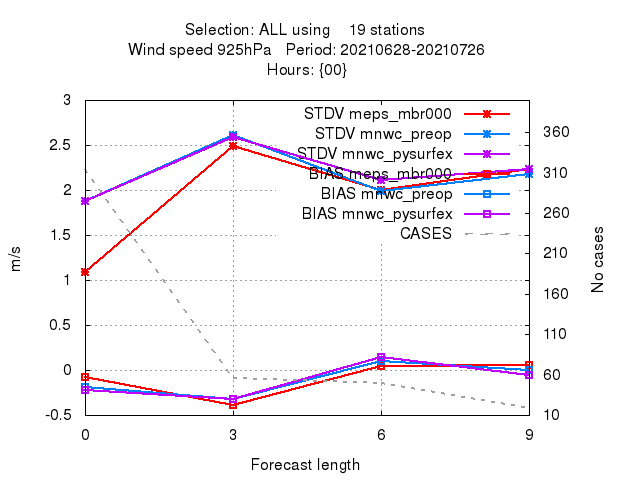 Selection: ALL using 19 stations
Wind speed 925hPa Period: 20210628-20210726
Hours: {00}
STDV meps_mbr000
STDV mnwc_preop
STDV mnwc_pysurfex
BIAS meps_mbr000
BIAS mnwc_preop
BIAS mnwc_pysurfex
CASES
3
2.5
2
1.5
1
0.5
0
-0.5
m/s
360
310
260
210
160
110
60
10
No cases
0 3 6 9
Forecast length